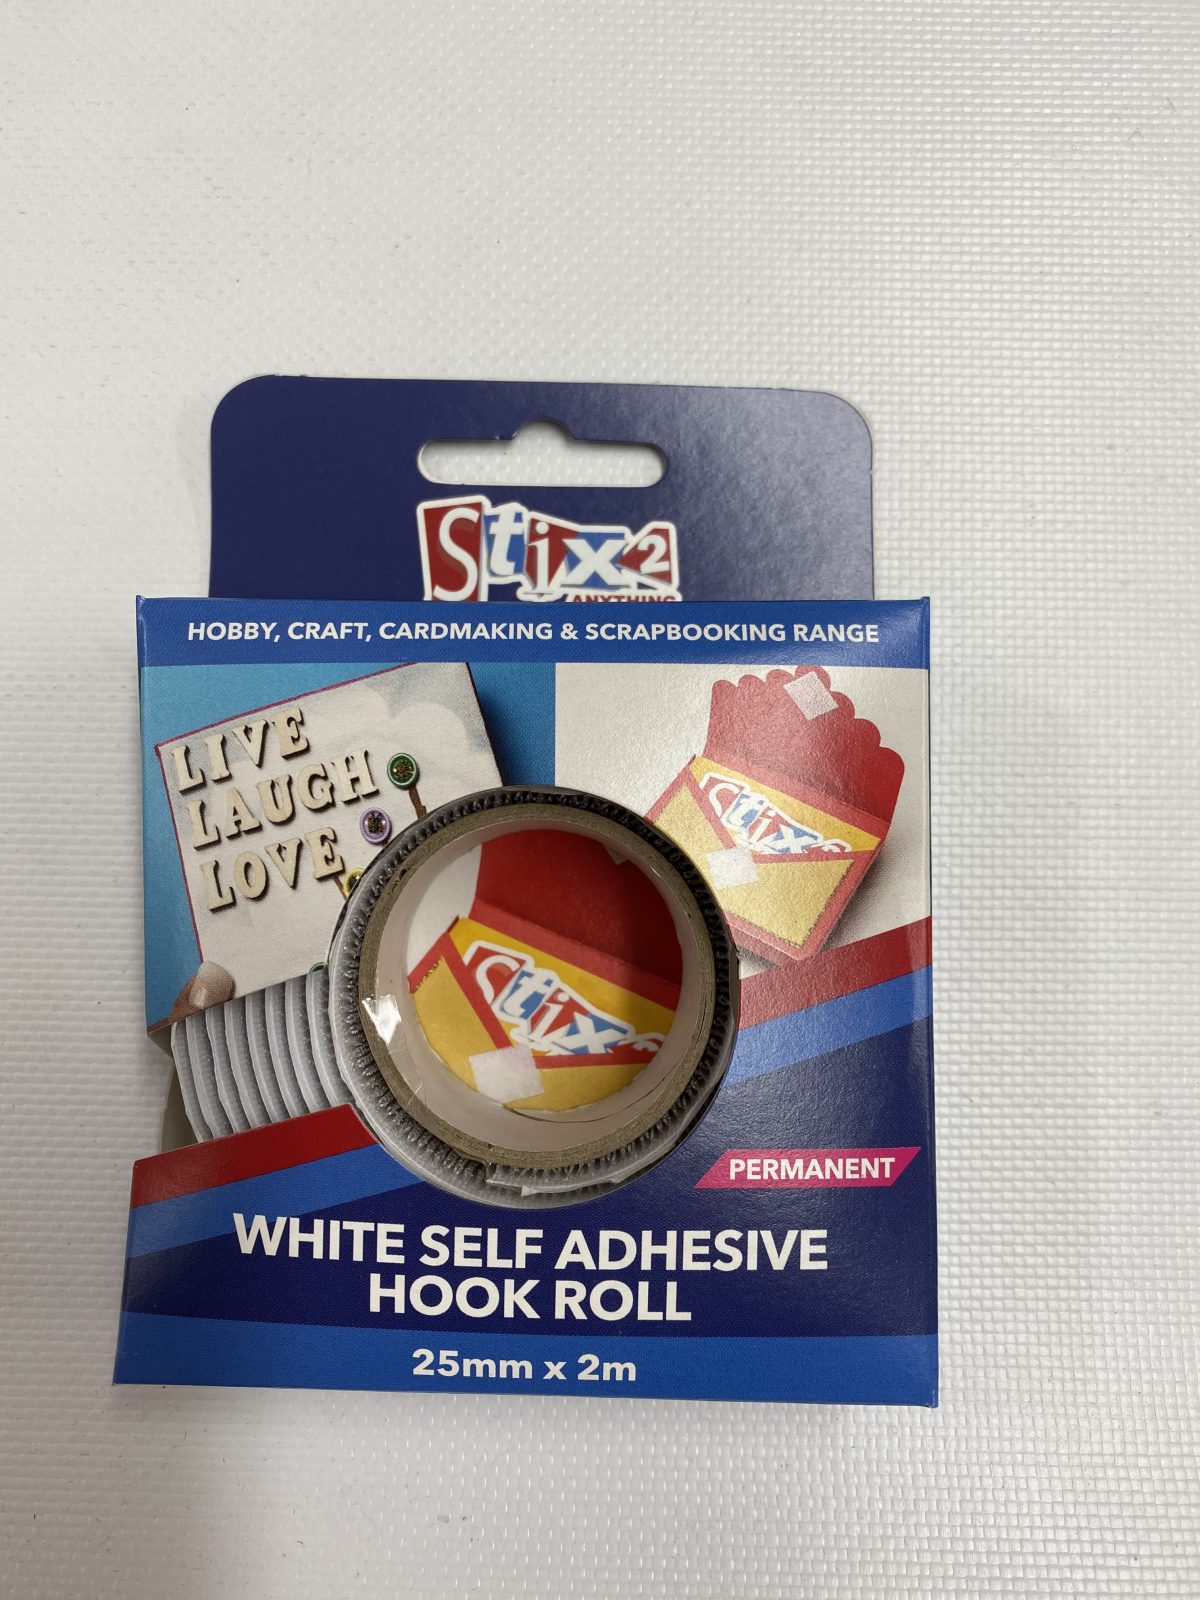 Stix2
ANYTHING
HOBBY, CRAFT, CARDMAKING & SCRAPBOOKING RANGE
LIVE
LAUGH
LOVE
Stix2
Stix2
PERMANENT
WHITE SELF ADHESIVE
HOOK ROLL
25mm x 2m